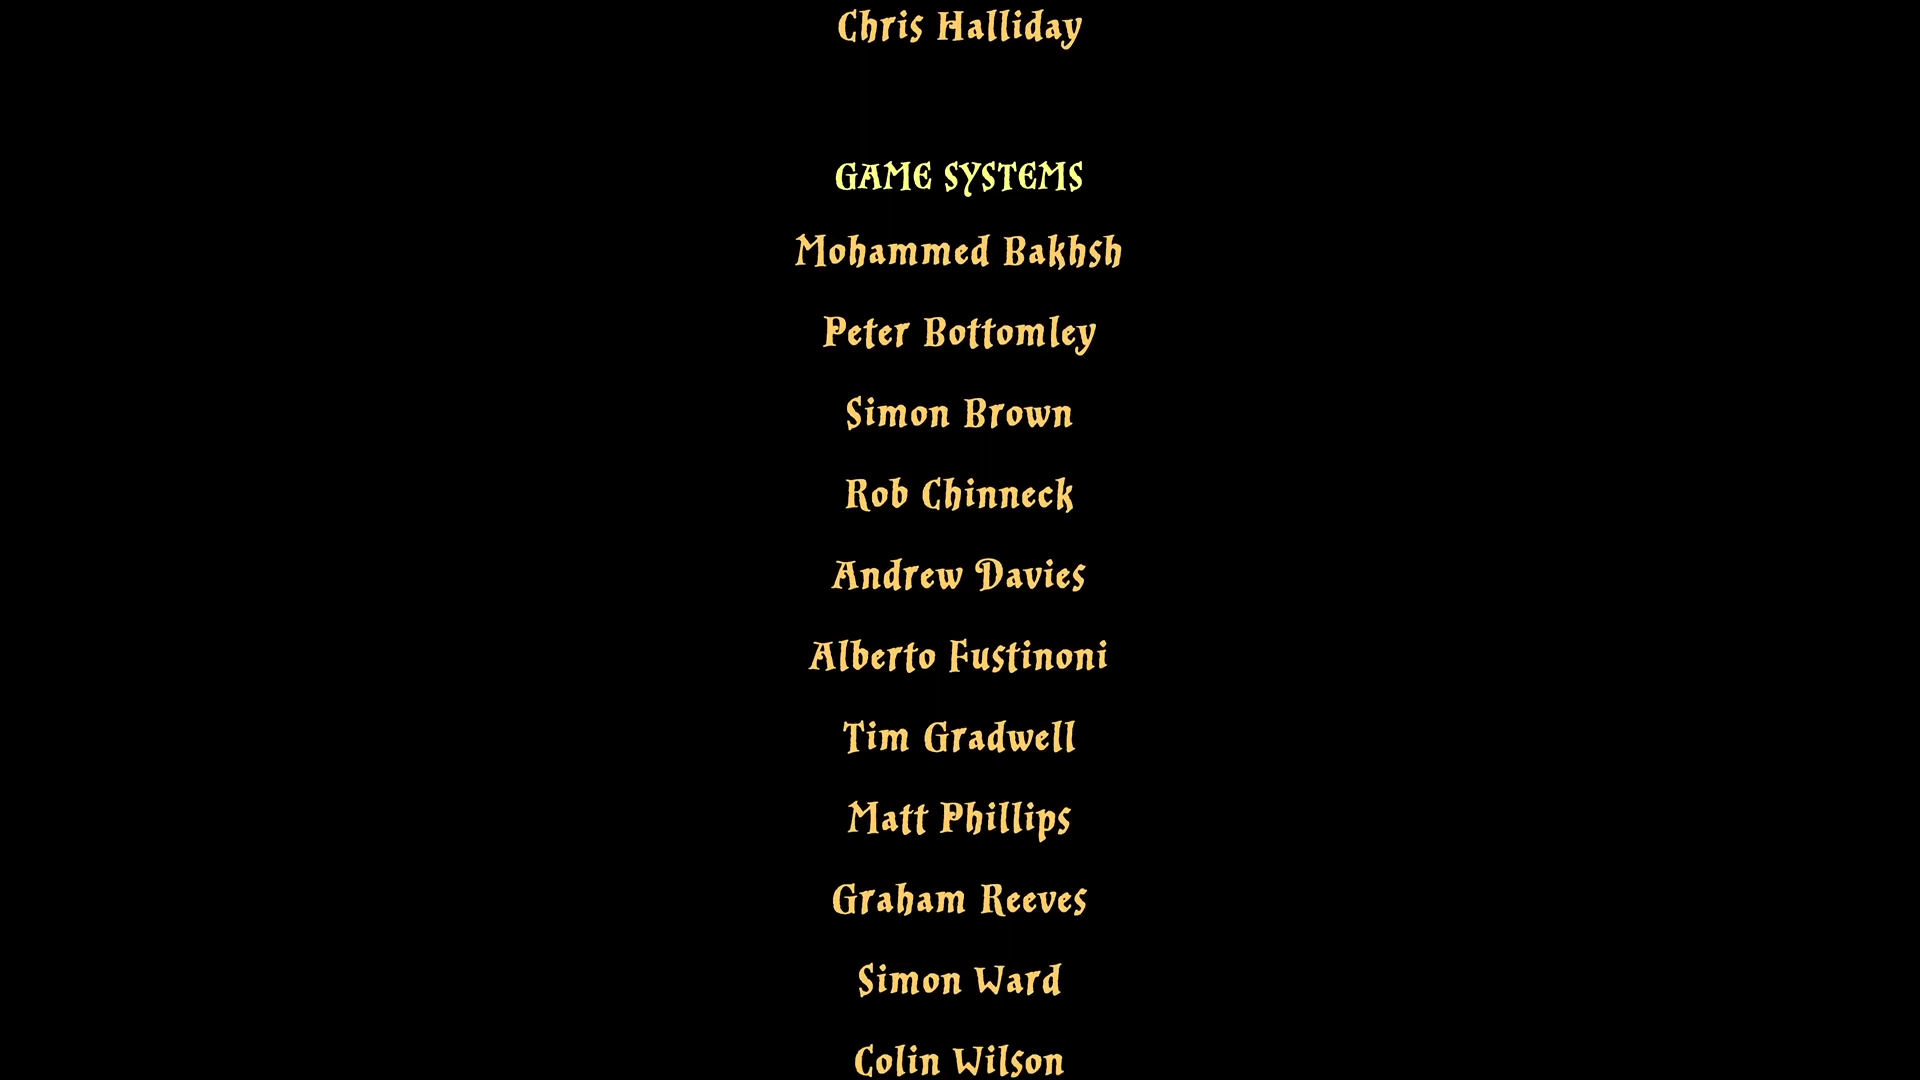 Chris Halliday
GAME SYSTEMS
Mohammed Bakhsh
Peter Bottomley
Simon Brown
Rob Chinneck
Andrew Davies
Alberto Fustinoni
Tim Gradwell
Matt Phillips
Graham Reeves
Simon Ward
Colin Wilson